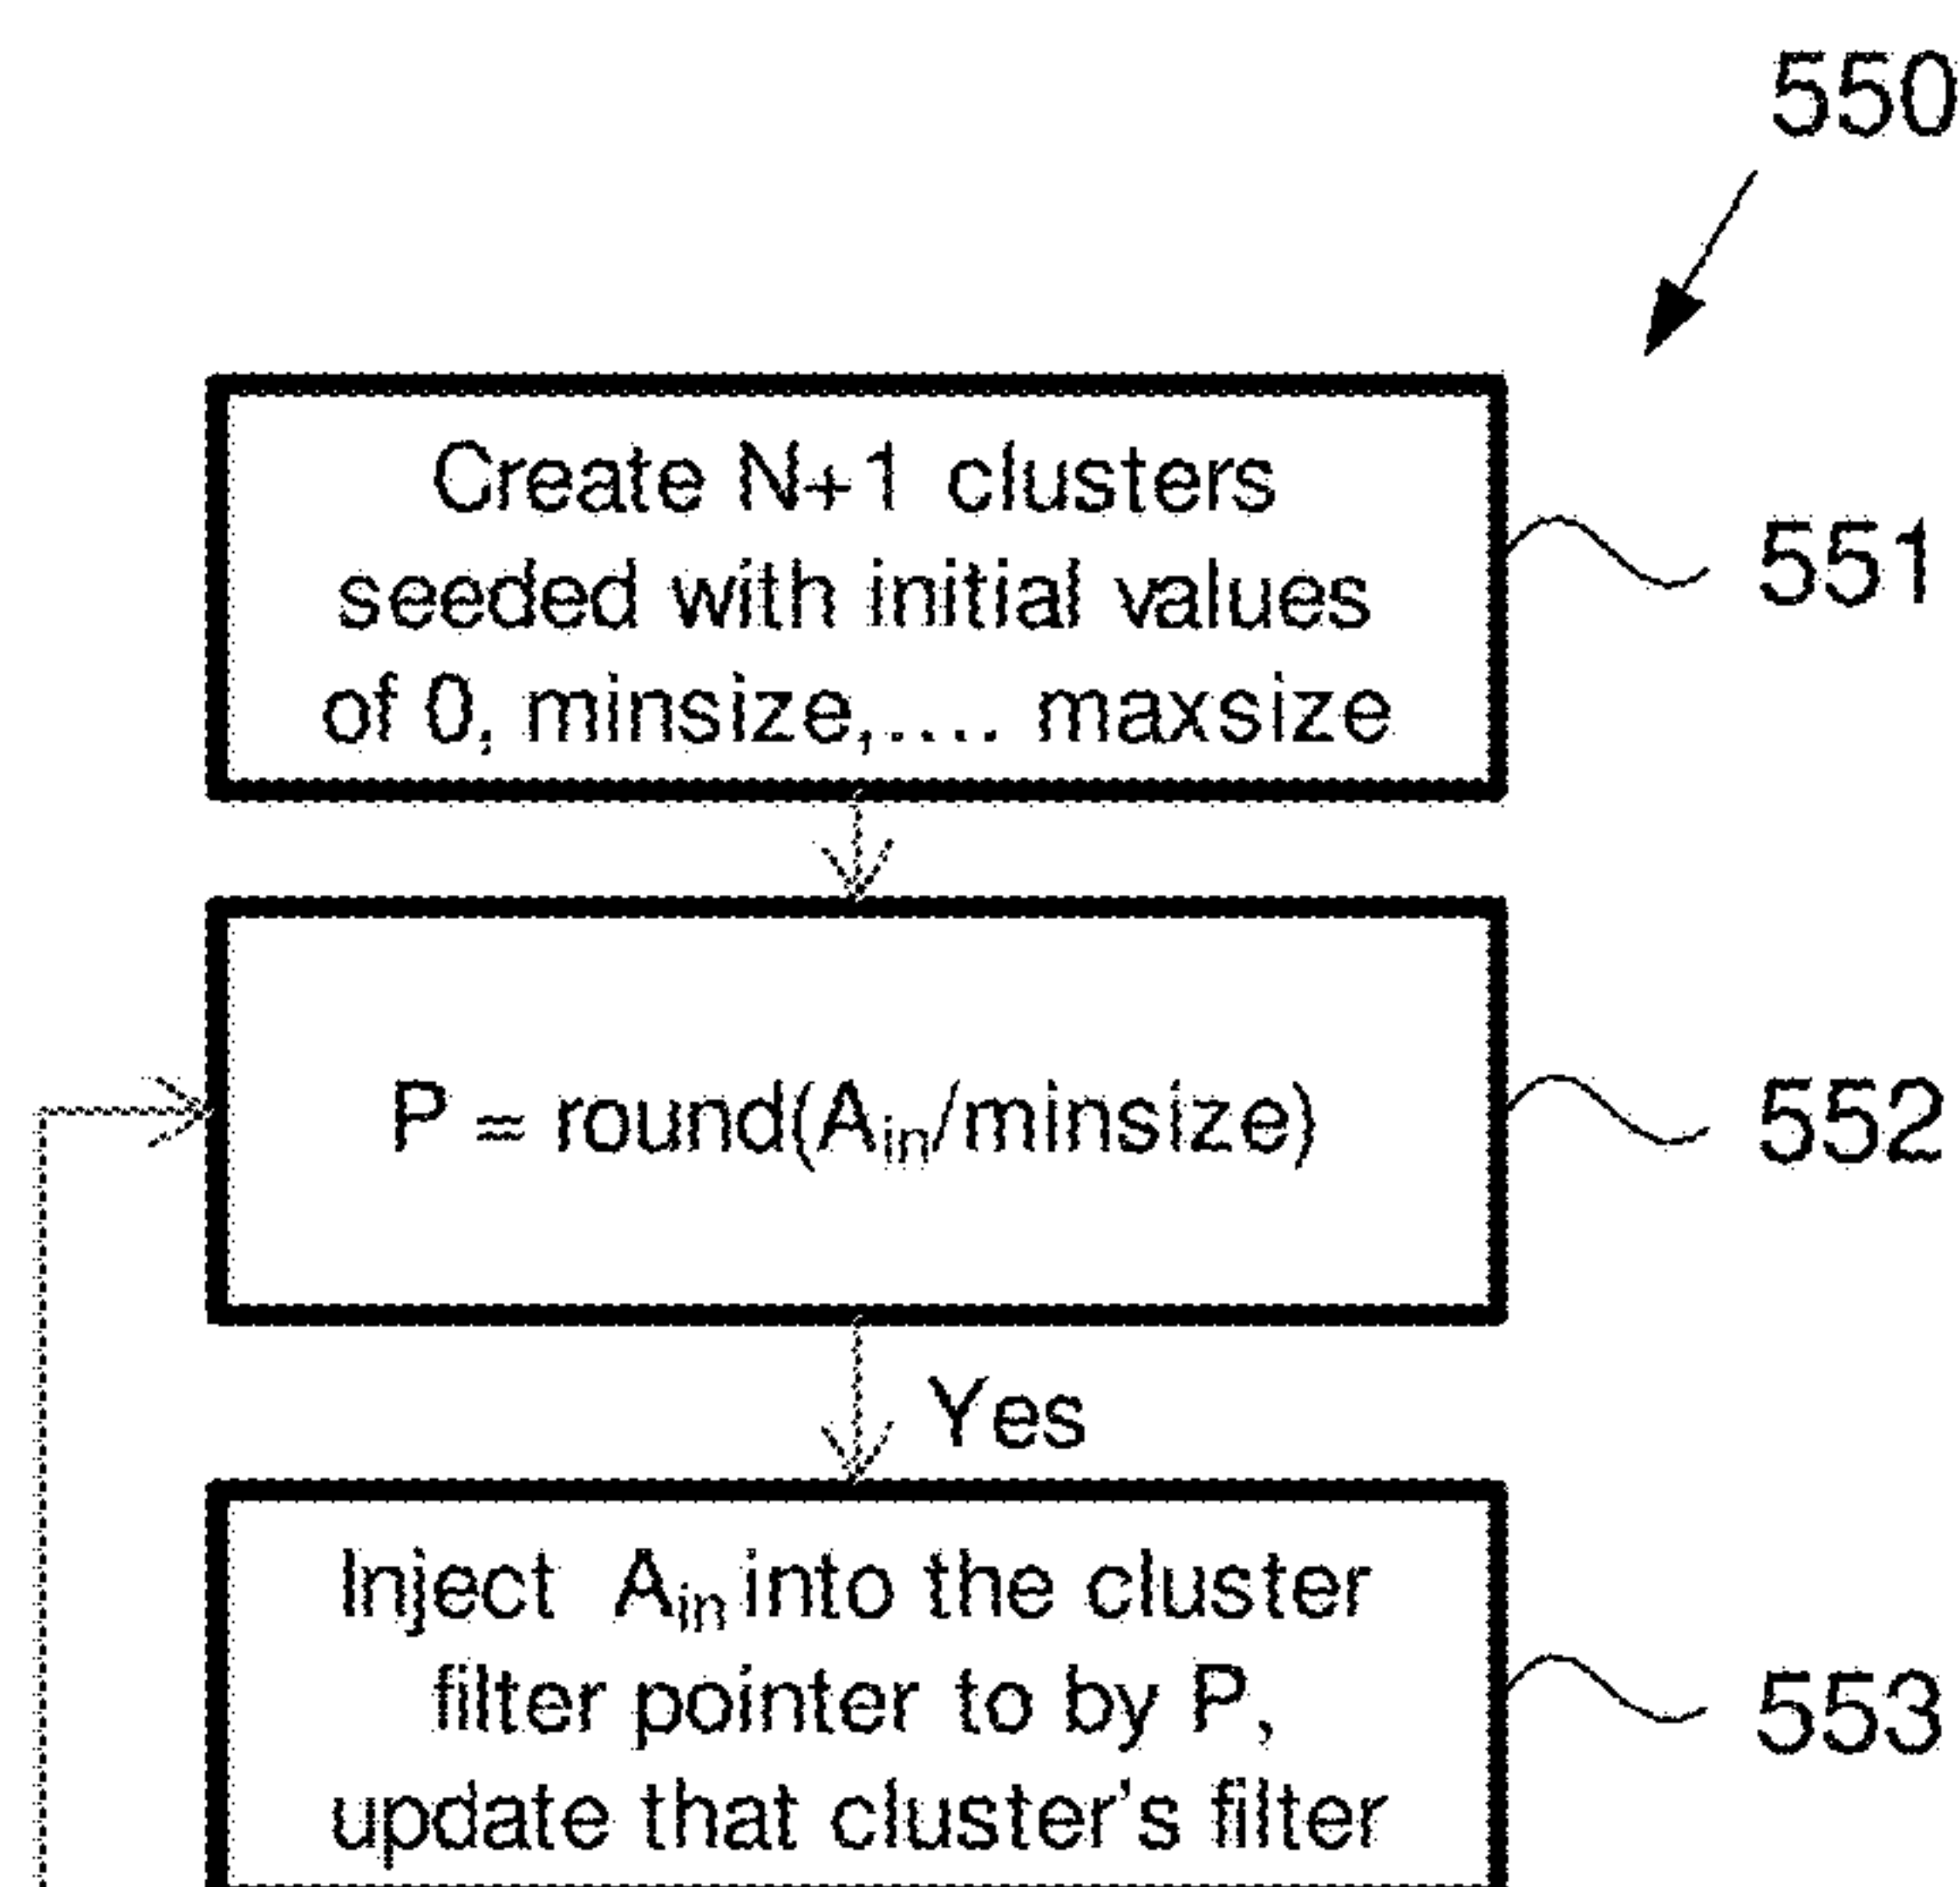 550
Create N+1 clusters
seeded with initial values
of 0, minsize,.... maxsize
551
P = round(Ain/minsize)
552
Yes
Inject Ain into the cluster
filter pointer to by P,
update that cluster's filter
553